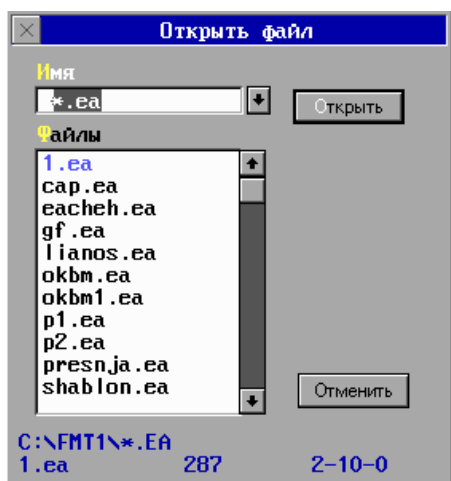 Открыть файл
Имя
*.ea
Открыть
Файлы
1.ea
cap.ea
eacheh.ea
gf.ea
lianos.ea
okbm.ea
okbm1.ea
p1.ea
p2.ea
presnja.ea
shablon.ea
Отменить
C:\FMT1\*.EA
1.ea 287 2-10-0